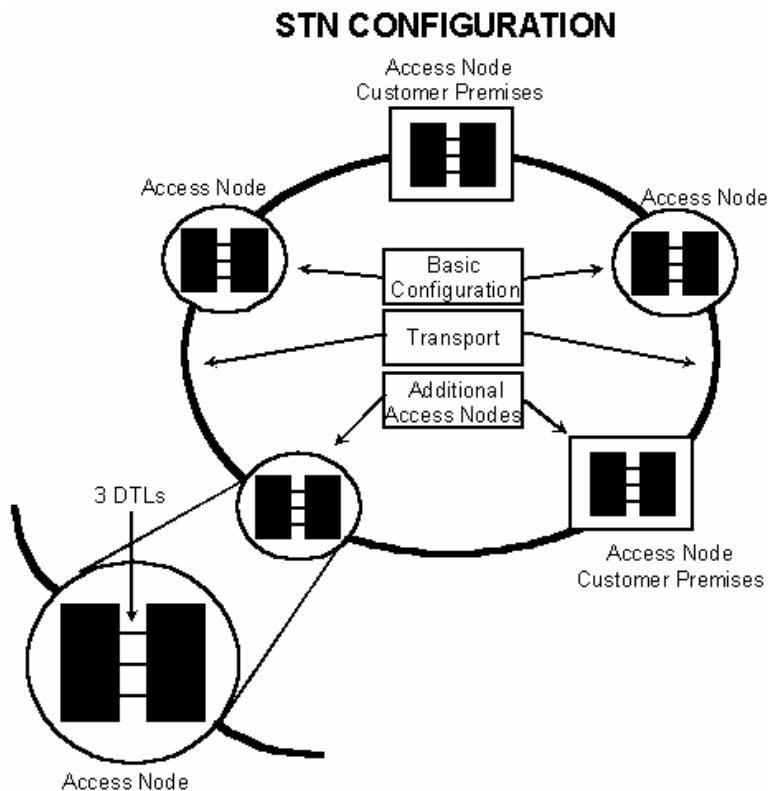 STN CONFIGURATION
Access Node
Customer Premises
Access Node
Access Node
Basic
Configuration
Transport
Additional
Access Nodes
3 DTLs
Access Node
Customer Premises
Access Node